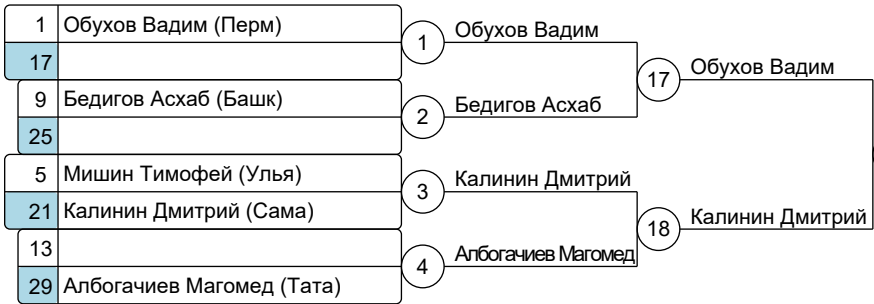 1 Обухов Вадим (Перм)
17
9 Бедигов Асхаб (Башк)
25
5 Мишин Тимофей (Улья)
21 Калинин Дмитрий (Сама)
13
29 Албогачиев Магомед (Тата)
1 Обухов Вадим
2 Бедигов Асхаб
3 Калинин Дмитрий
4 Албогачиев Магомед
17 Обухов Вадим
18 Калинин Дмитрий